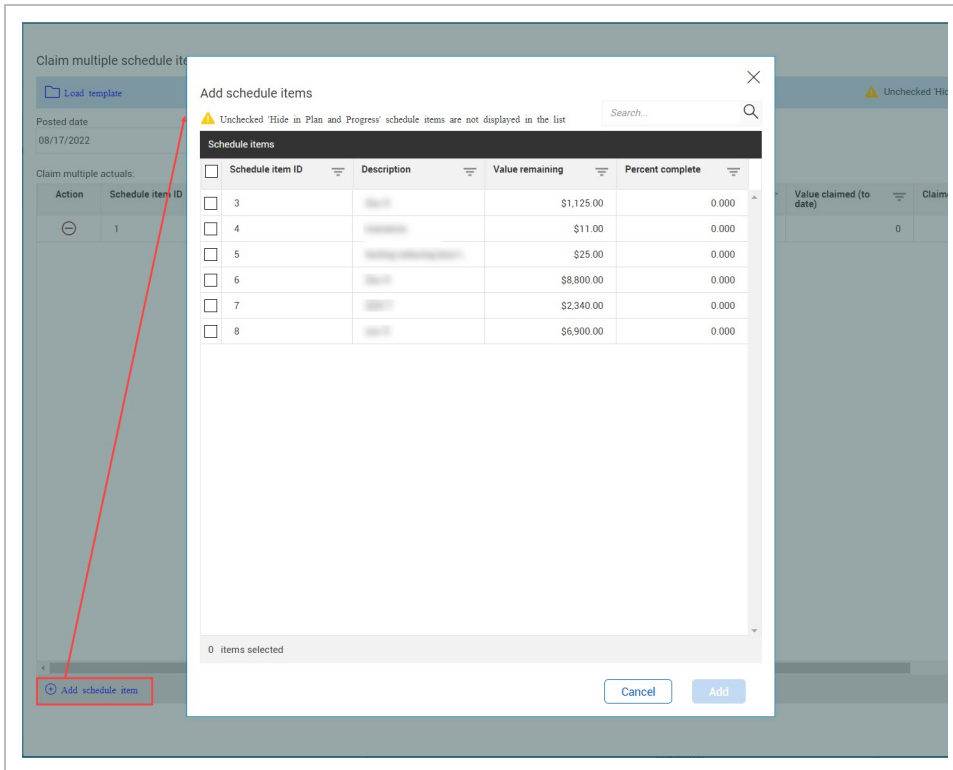 Claim multiple schedule ite
Load template
Unchecked 'Hid
Posted date
08/17/2022
Claim multiple actuals:
Action
Schedule item ID
Value claimed (to date)
Claime
1
0
Add schedule item
Add schedule items
Unchecked 'Hide in Plan and Progress' schedule items are not displayed in the list
Search...
Schedule items
Schedule item ID Description Value remaining Percent complete
3 $1,125.00 0.000
4 $11.00 0.000
5 $25.00 0.000
6 $8,800.00 0.000
7 $2,340.00 0.000
8 $6,900.00 0.000
0 items selected
Cancel Add